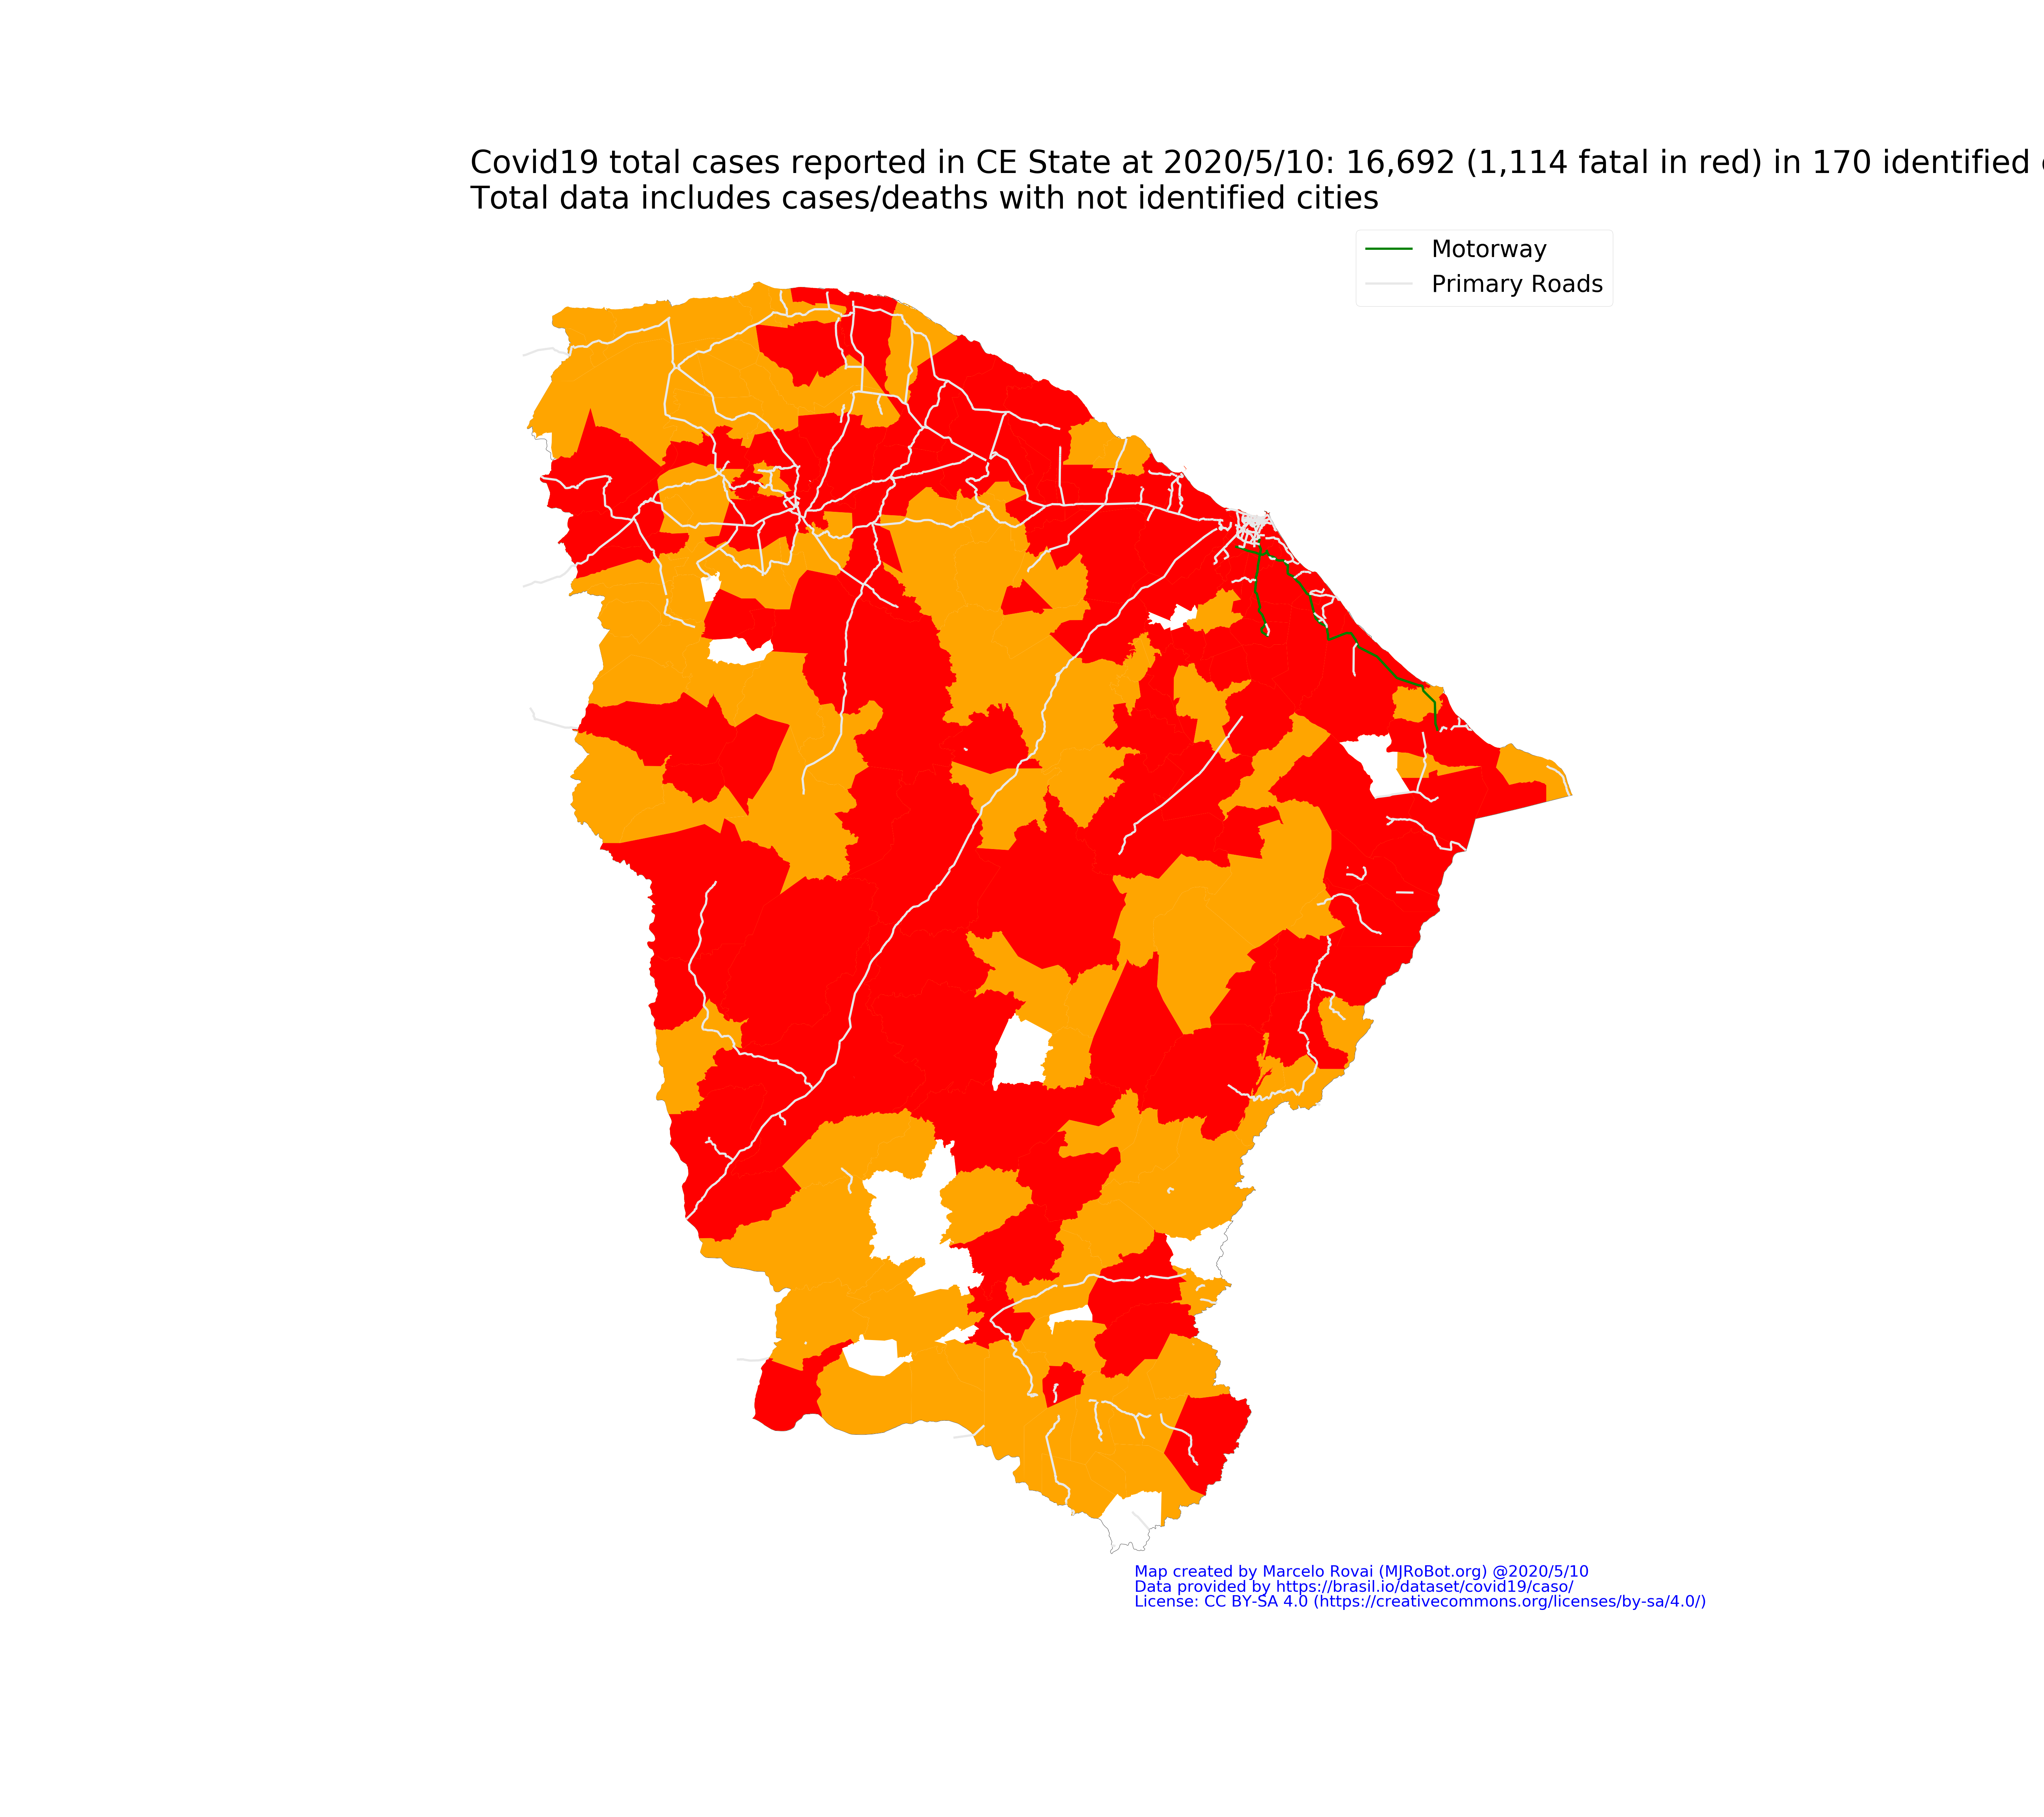 Covid19 total cases reported in CE State at 2020/5/10: 16,692 (1,114 fatal in red) in 170 identified
Total data includes cases/deaths with not identified cities
Motorway
Primary Roads
Map created by Marcelo Rovai (MJRoBot.org) @2020/5/10
Data provided by https://brasil.io/dataset/covid19/caso/
License: CC BY-SA 4.0 (https://creativecommons.org/licenses/by-sa/4.0/)